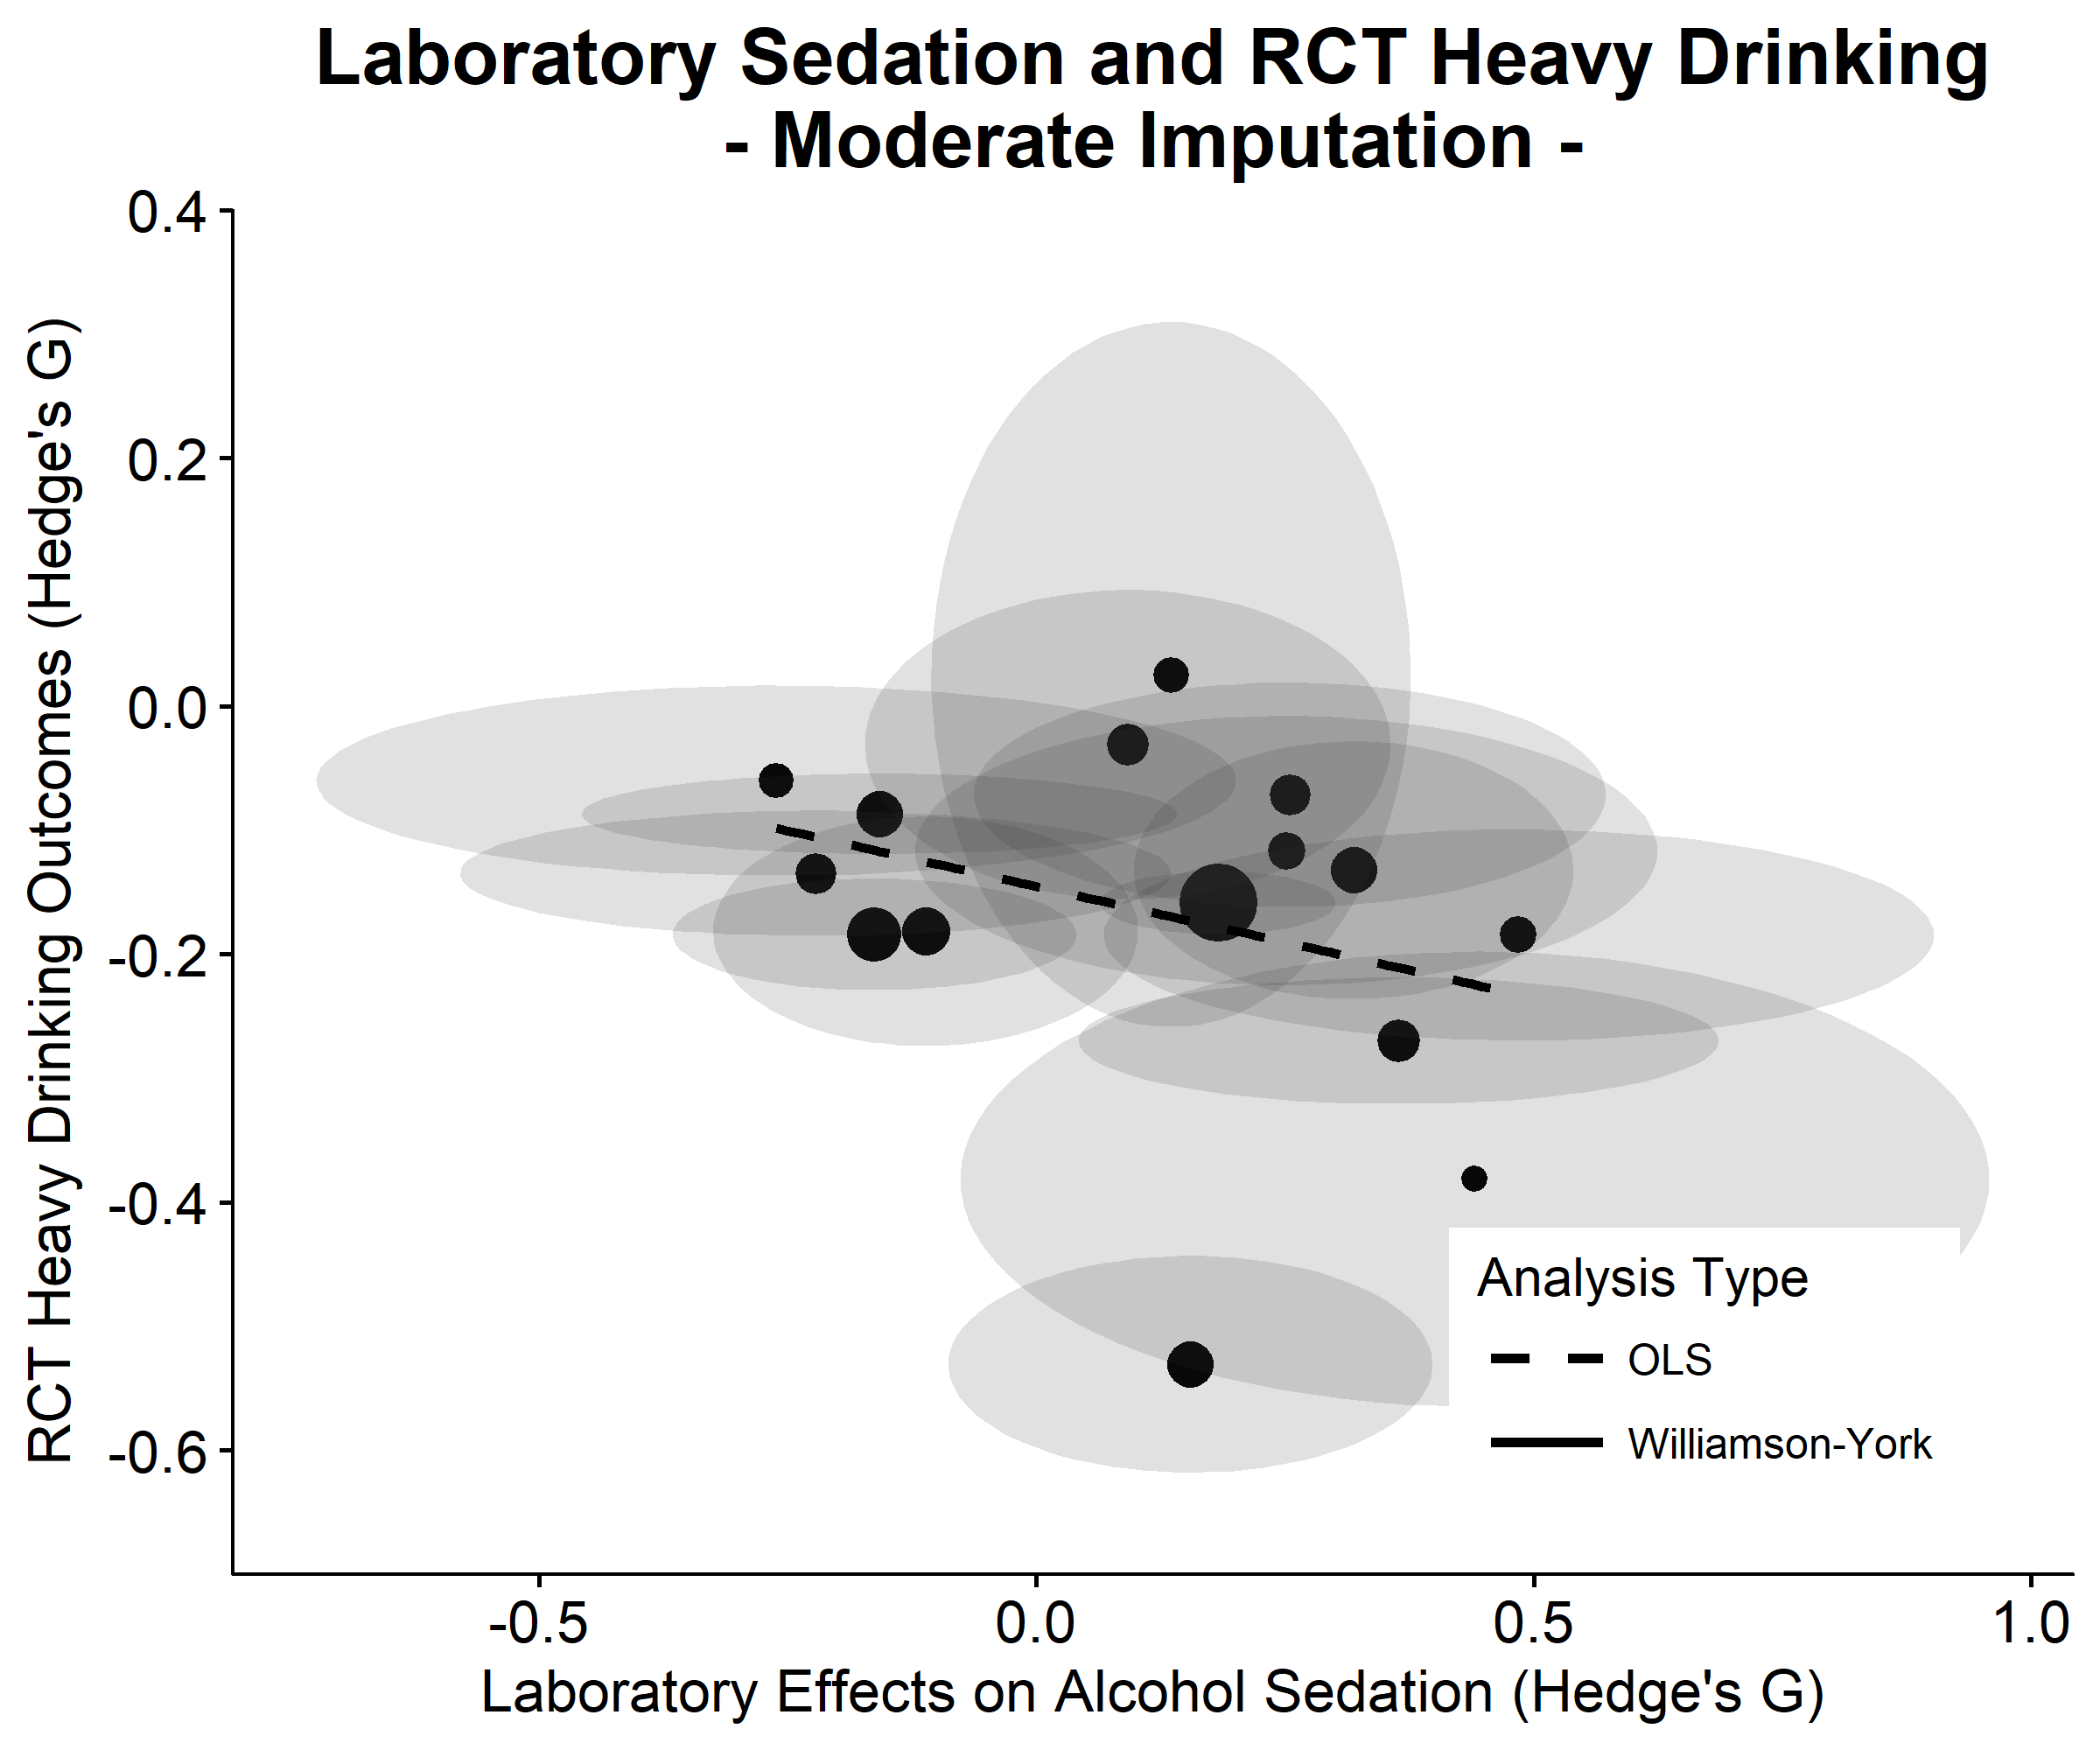 Laboratory Sedation and RCT Heavy Drinking
- Moderate Imputation -
RCT Heavy Drinking Outcomes (Hedge's G)
0.4
0.2
0.0
-0.2
-0.4
-0.6
Analysis Type
OLS
Williamson-York
-0.5
0.0
0.5
1.0
Laboratory Effects on Alcohol Sedation (Hedge's G)